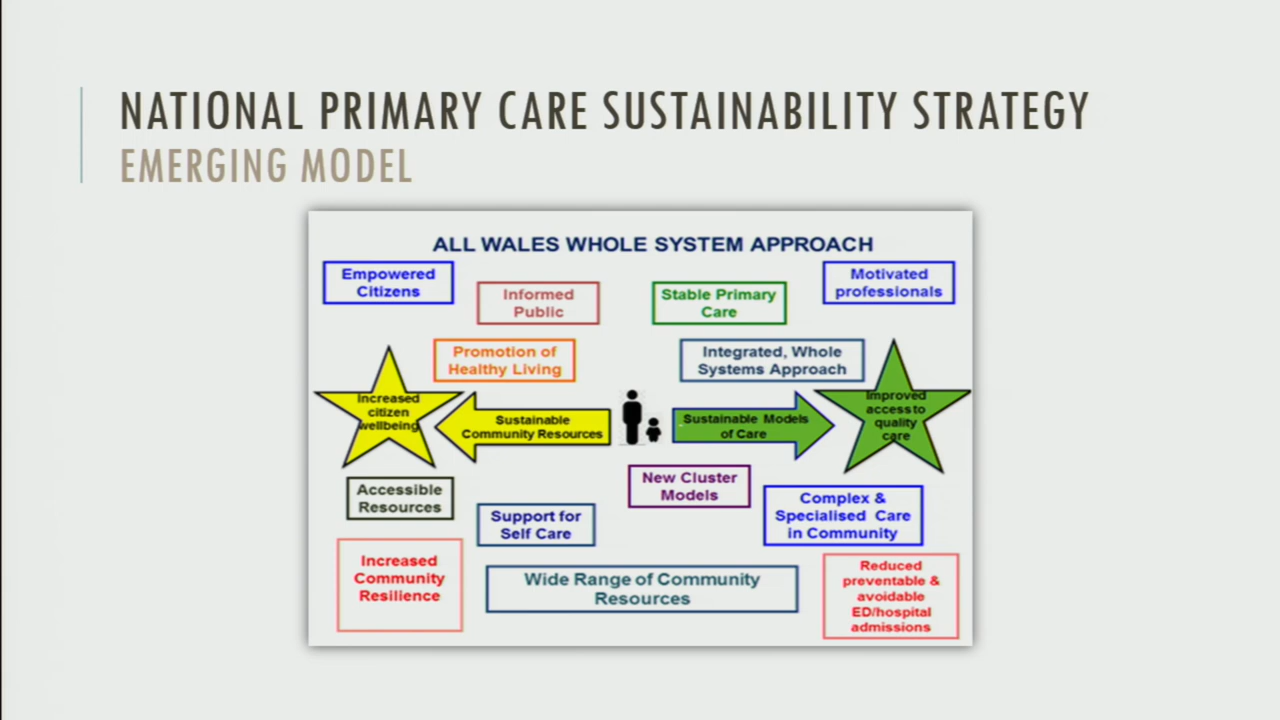 NATIONAL PRIMARY CARE SUSTAINABILITY STRATEGY
EMERGING MODEL
ALL WALES WHOLE SYSTEM APPROACH
Empowered
Citizens
Informed
Public
Stable Primary
Care
Motivated
professionals
Promotion of
Healthy Living
Integrated, Whole
Systems Approach
Increased
citizen
wellbeing
Sustainable
Community Resources
Sustainable Models
of Care
Improved
access to
quality
care
Accessible
Resources
Support for
Self Care
New Cluster
Models
Complex &
Specialised Care
in Community
Increased
Community
Resilience
Wide Range of Community
Resources
Reduced
preventable &
avoidable
ED/hospital
admissions